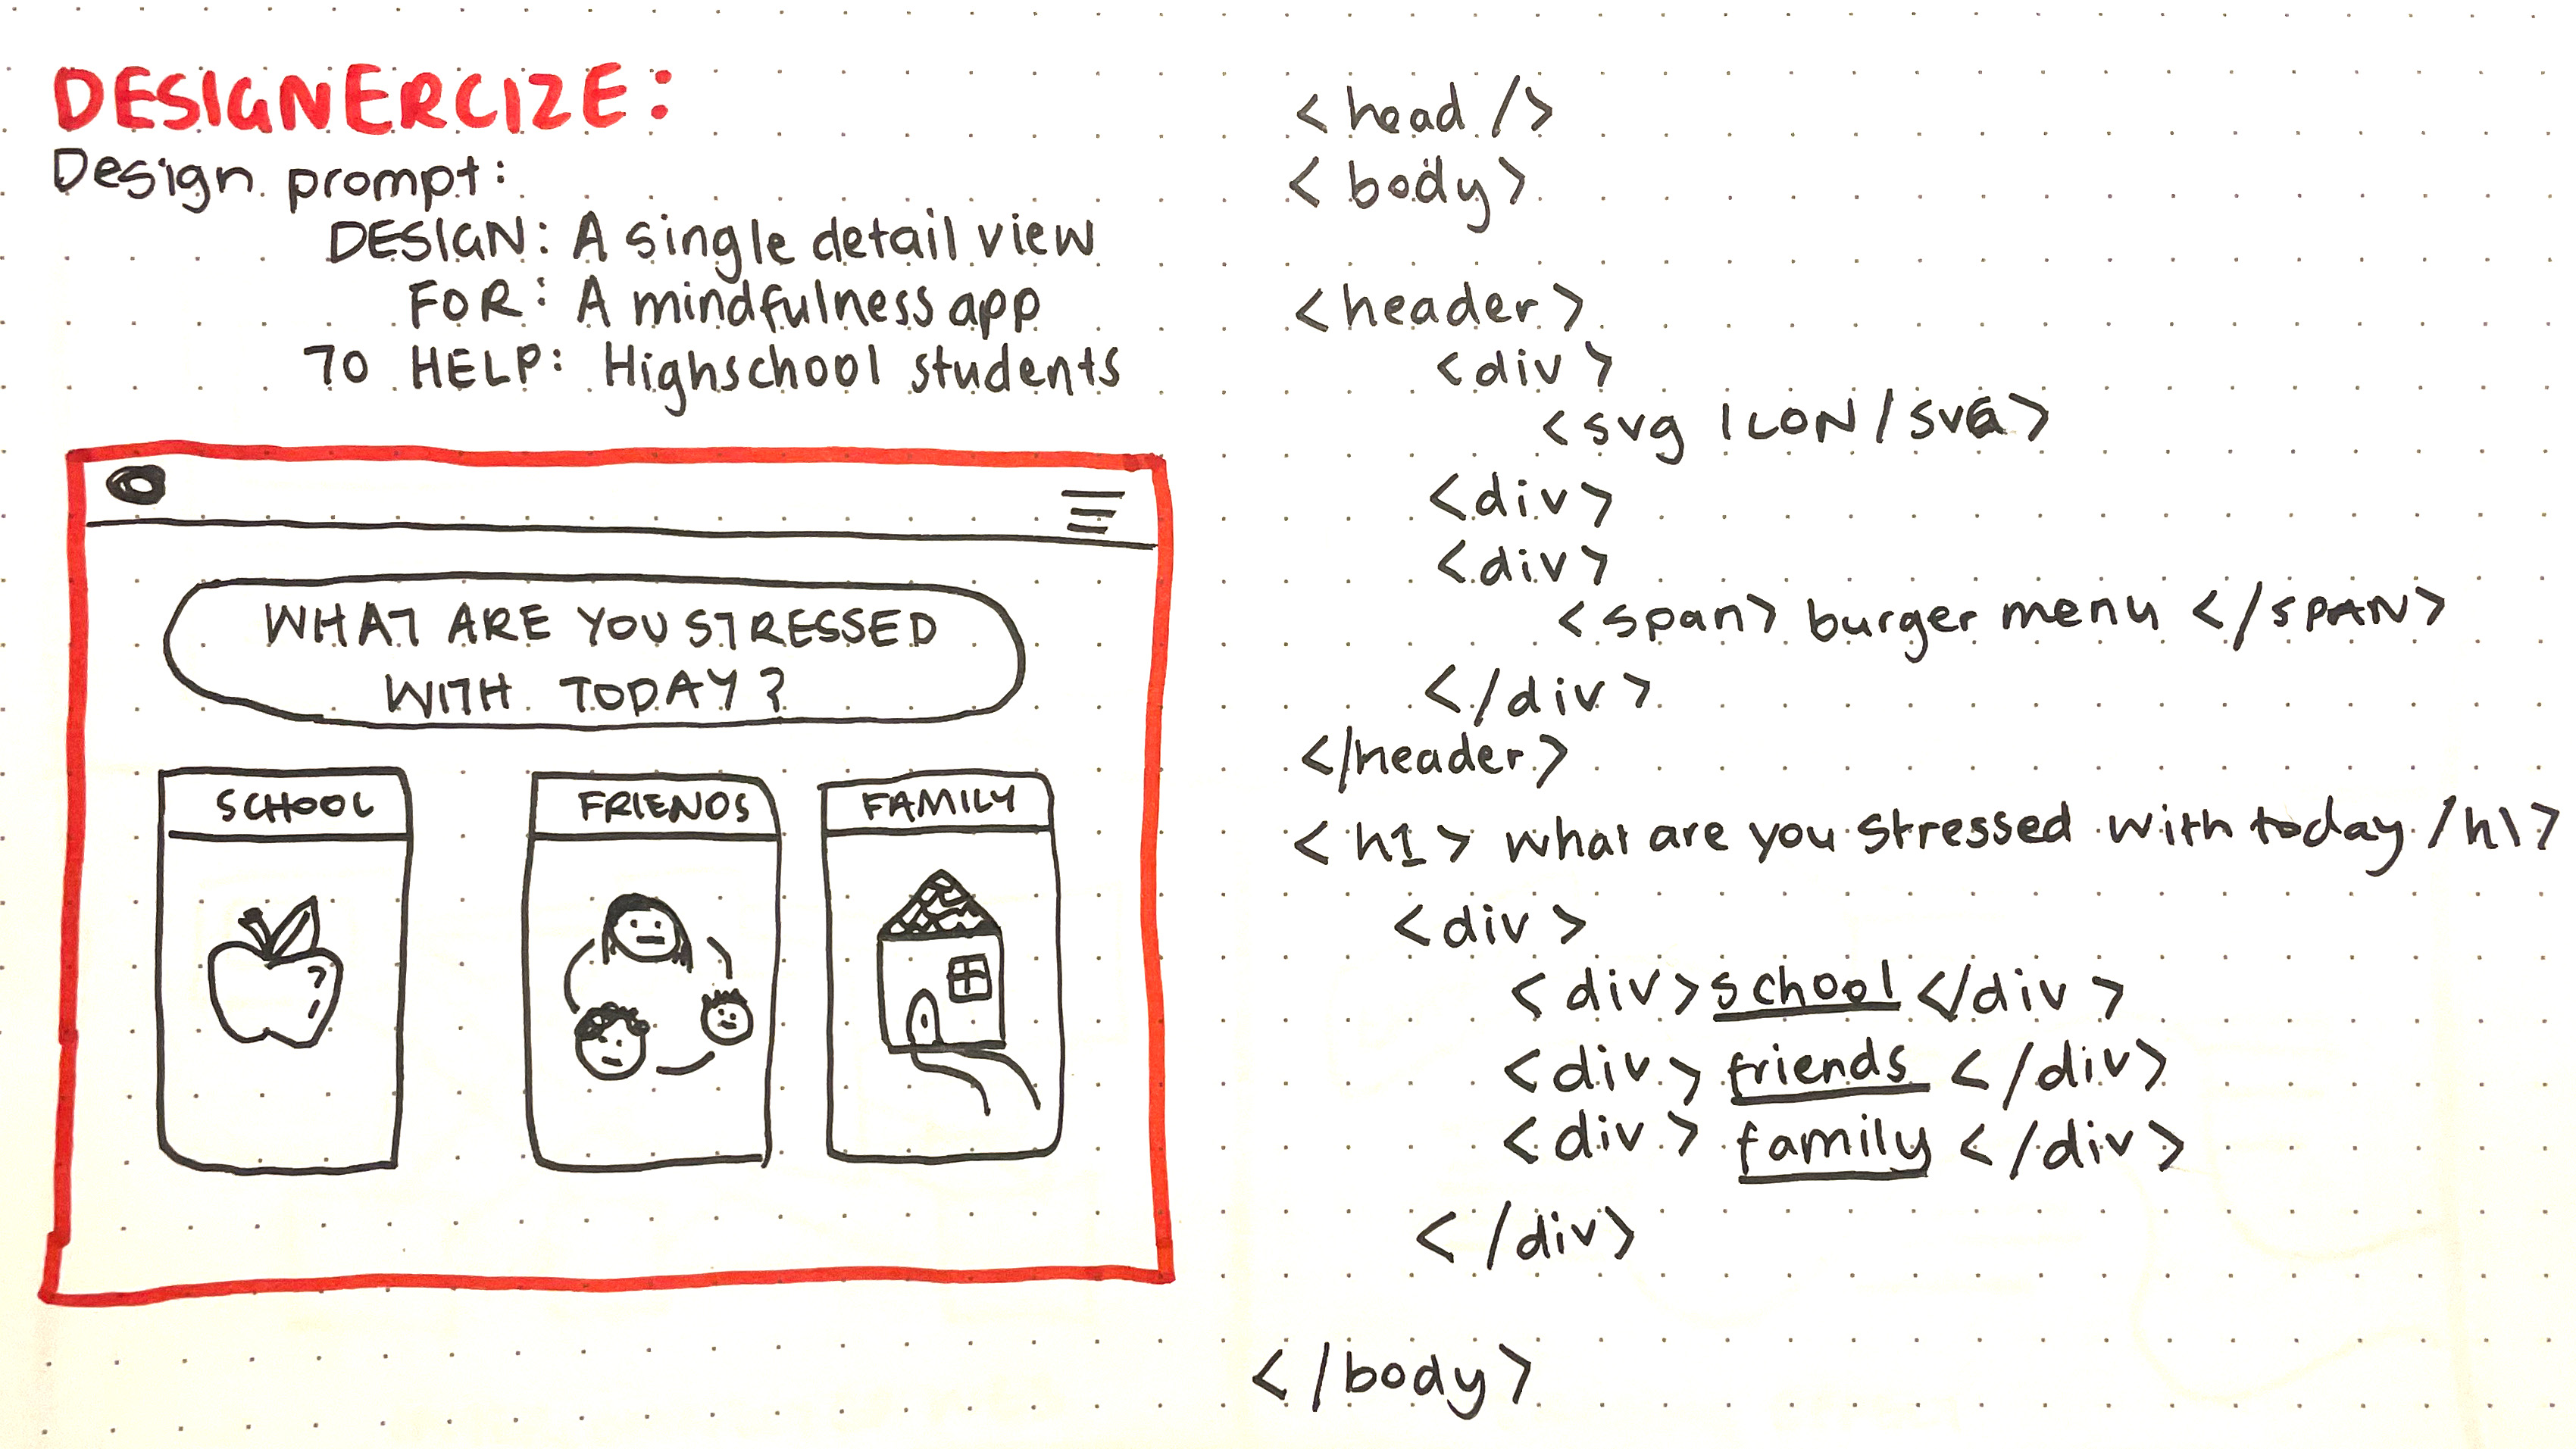 DESIGNERCIZE:
Design prompt:
DESIGN: A single detail view
FOR: A mindfulness app
TO HELP: Highschool students
WHAT ARE YOU STRESSED
WITH TODAY?
SCHOOL
FRIENDS
FAMILY
<head />
<body>
<header>
<div>
<svg ICON/SVG>
<div>
<div>
<span> burger menu </SPAN>
</div>
</header>
<h1> what are you stressed with today /h1>
<div>
<div> school </div>
<div> friends </div>
<div> family </div>
</div>
</body>